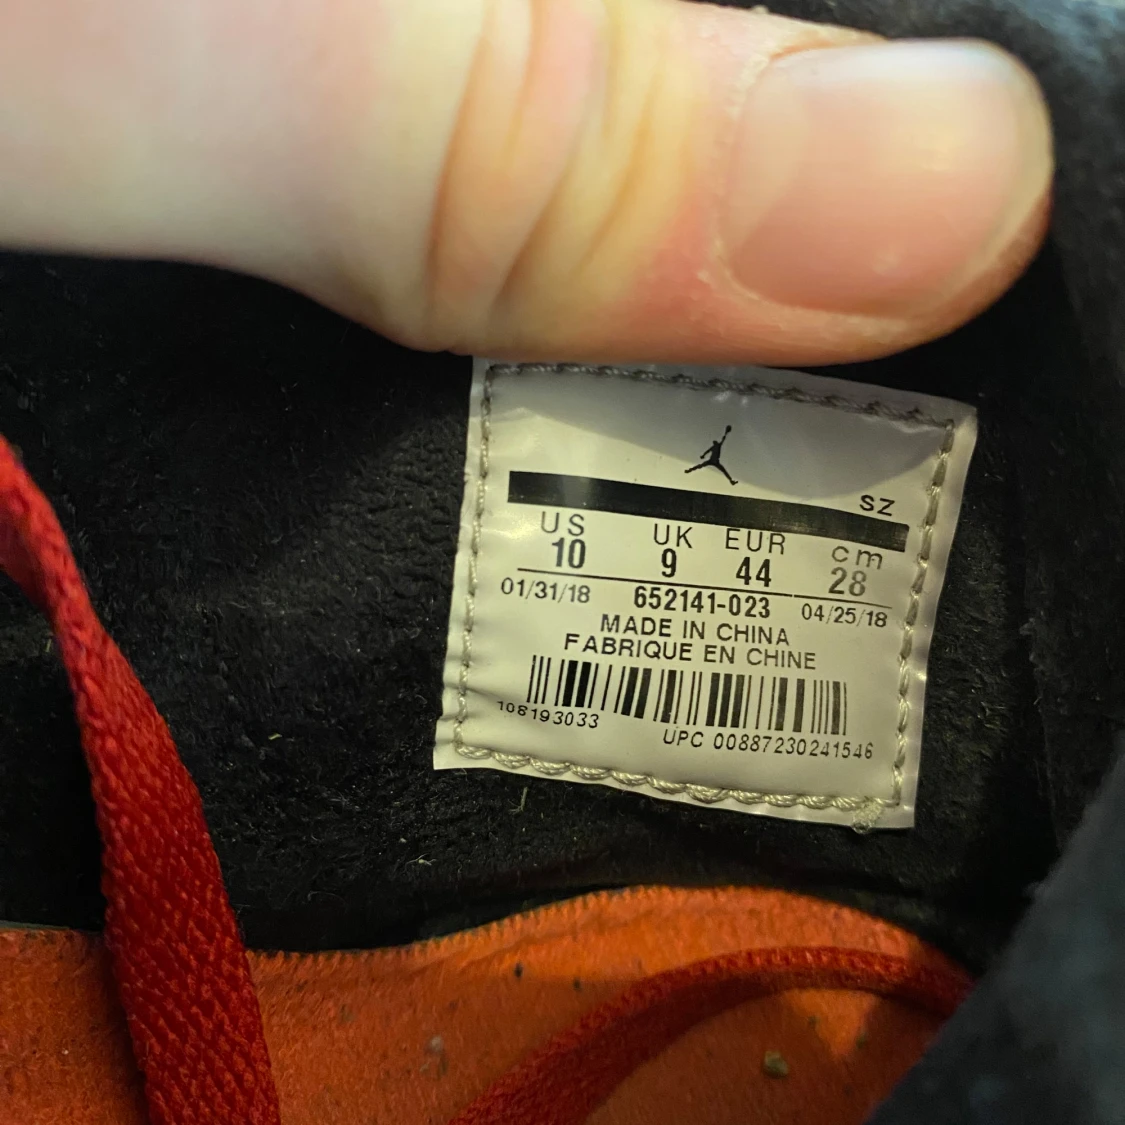 SZ
US UK EUR cm
10 9 44 28
01/31/18 652141-023 04/25/18
MADE IN CHINA
FABRIQUE EN CHINE
108193033
UPC 00887230241546